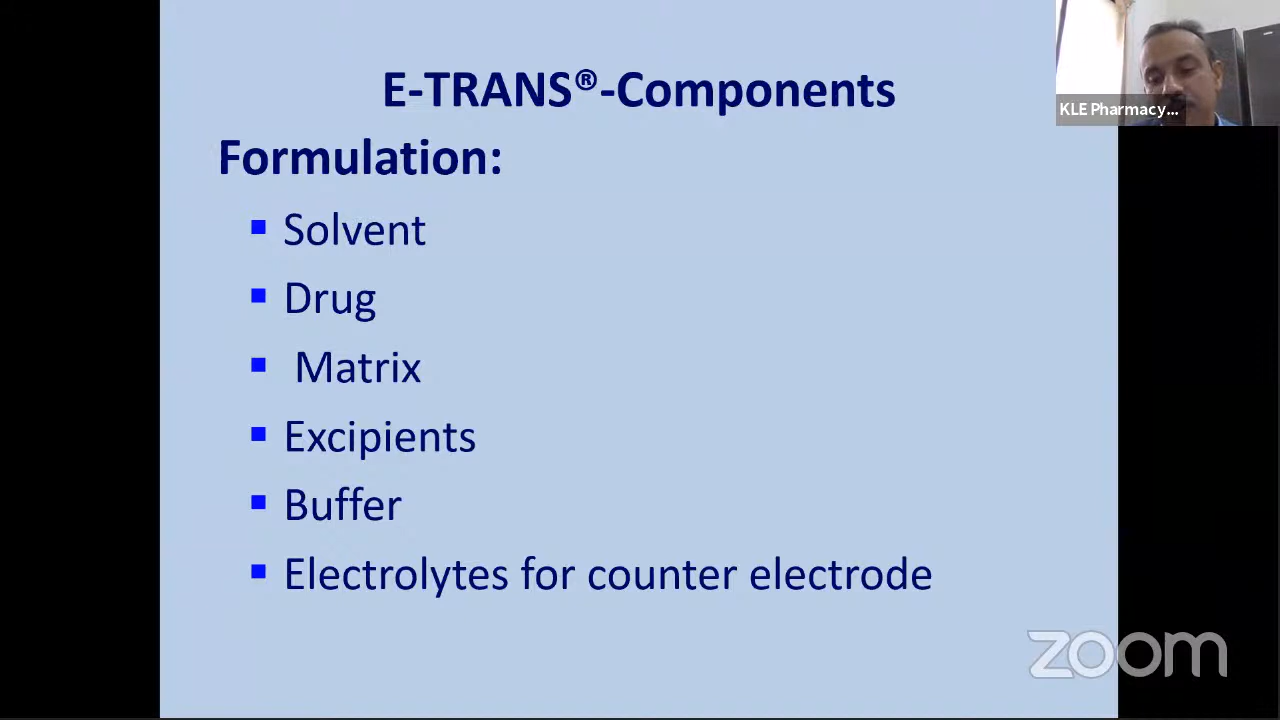 E-TRANS®-Components
KLE Pharmacy...
Formulation:
▪ Solvent
▪ Drug
▪ Matrix
▪ Excipients
▪ Buffer
▪ Electrolytes for counter electrode
zoom